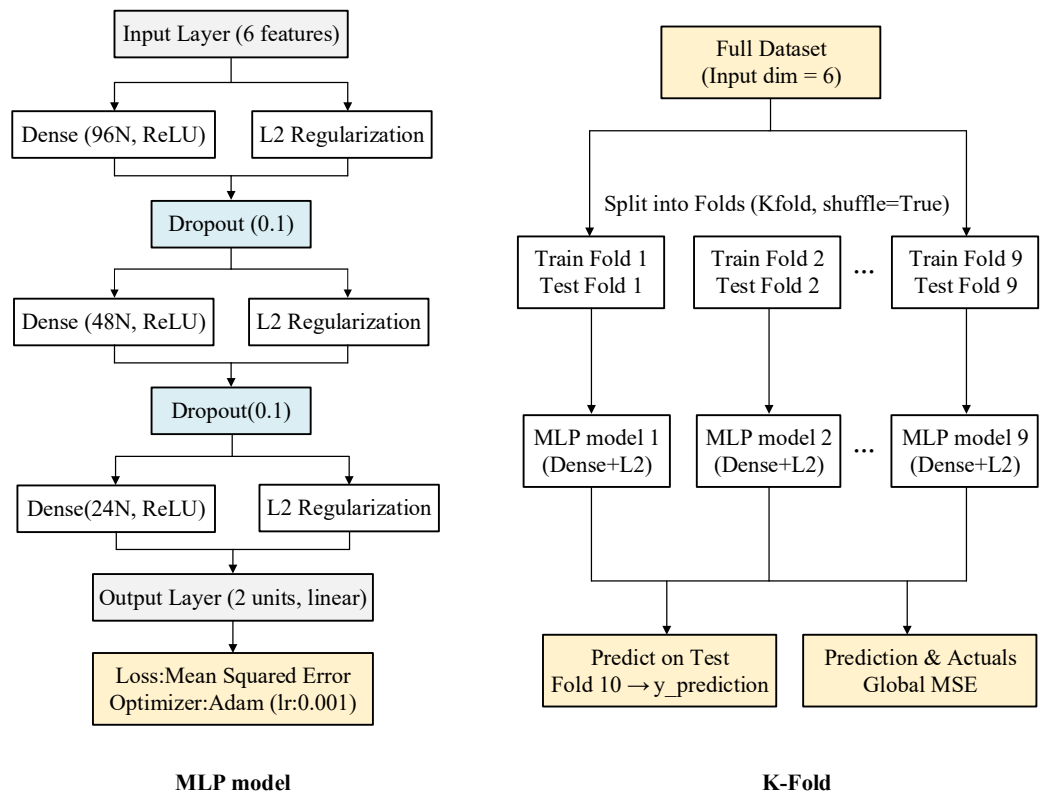 Input Layer (6 features)
Dense (96N, ReLU)
L2 Regularization
Dropout (0.1)
Dense (48N, ReLU)
L2 Regularization
Dropout(0.1)
Dense(24N, ReLU)
L2 Regularization
Output Layer (2 units, linear)
Loss:Mean Squared Error
Optimizer:Adam (lr:0.001)
MLP model
Full Dataset
(Input dim = 6)
Split into Folds (Kfold, shuffle=True)
Train Fold 1
Test Fold 1
Train Fold 2
Test Fold 2
...
Train Fold 9
Test Fold 9
MLP model 1
(Dense+L2)
MLP model 2
(Dense+L2)
...
MLP model 9
(Dense+L2)
Predict on Test
Fold 10 → y_prediction
Prediction & Actuals
Global MSE
K-Fold